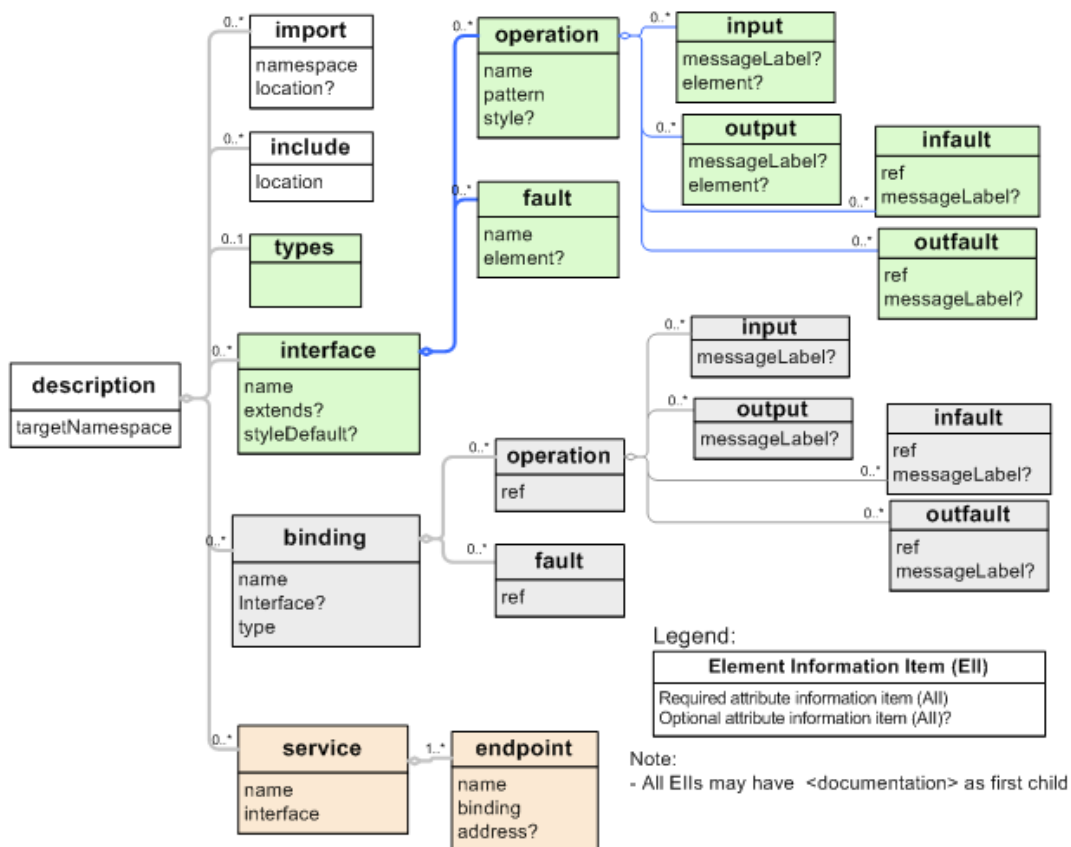 0..*
import
namespace
location?
0..*
include
location
0..1
types
0..*
interface
name
extends?
styleDefault?
description
targetNamespace
0..*
operation
name
pattern
style?
0..*
fault
name
element?
0..*
input
messageLabel?
element?
0..*
output
messageLabel?
element?
0..*
infault
ref
messageLabel?
0..*
outfault
ref
messageLabel?
0..*
binding
name
Interface?
type
0..*
operation
ref
0..*
fault
ref
0..*
input
messageLabel?
0..*
output
messageLabel?
0..*
infault
ref
messageLabel?
0..*
outfault
ref
messageLabel?
0..*
service
name
interface
1..*
endpoint
name
binding
address?
Legend:
Element Information Item (EII)
Required attribute information item (AII)
Optional attribute information item (AII)?
Note:
- All EIIs may have <documentation> as first child